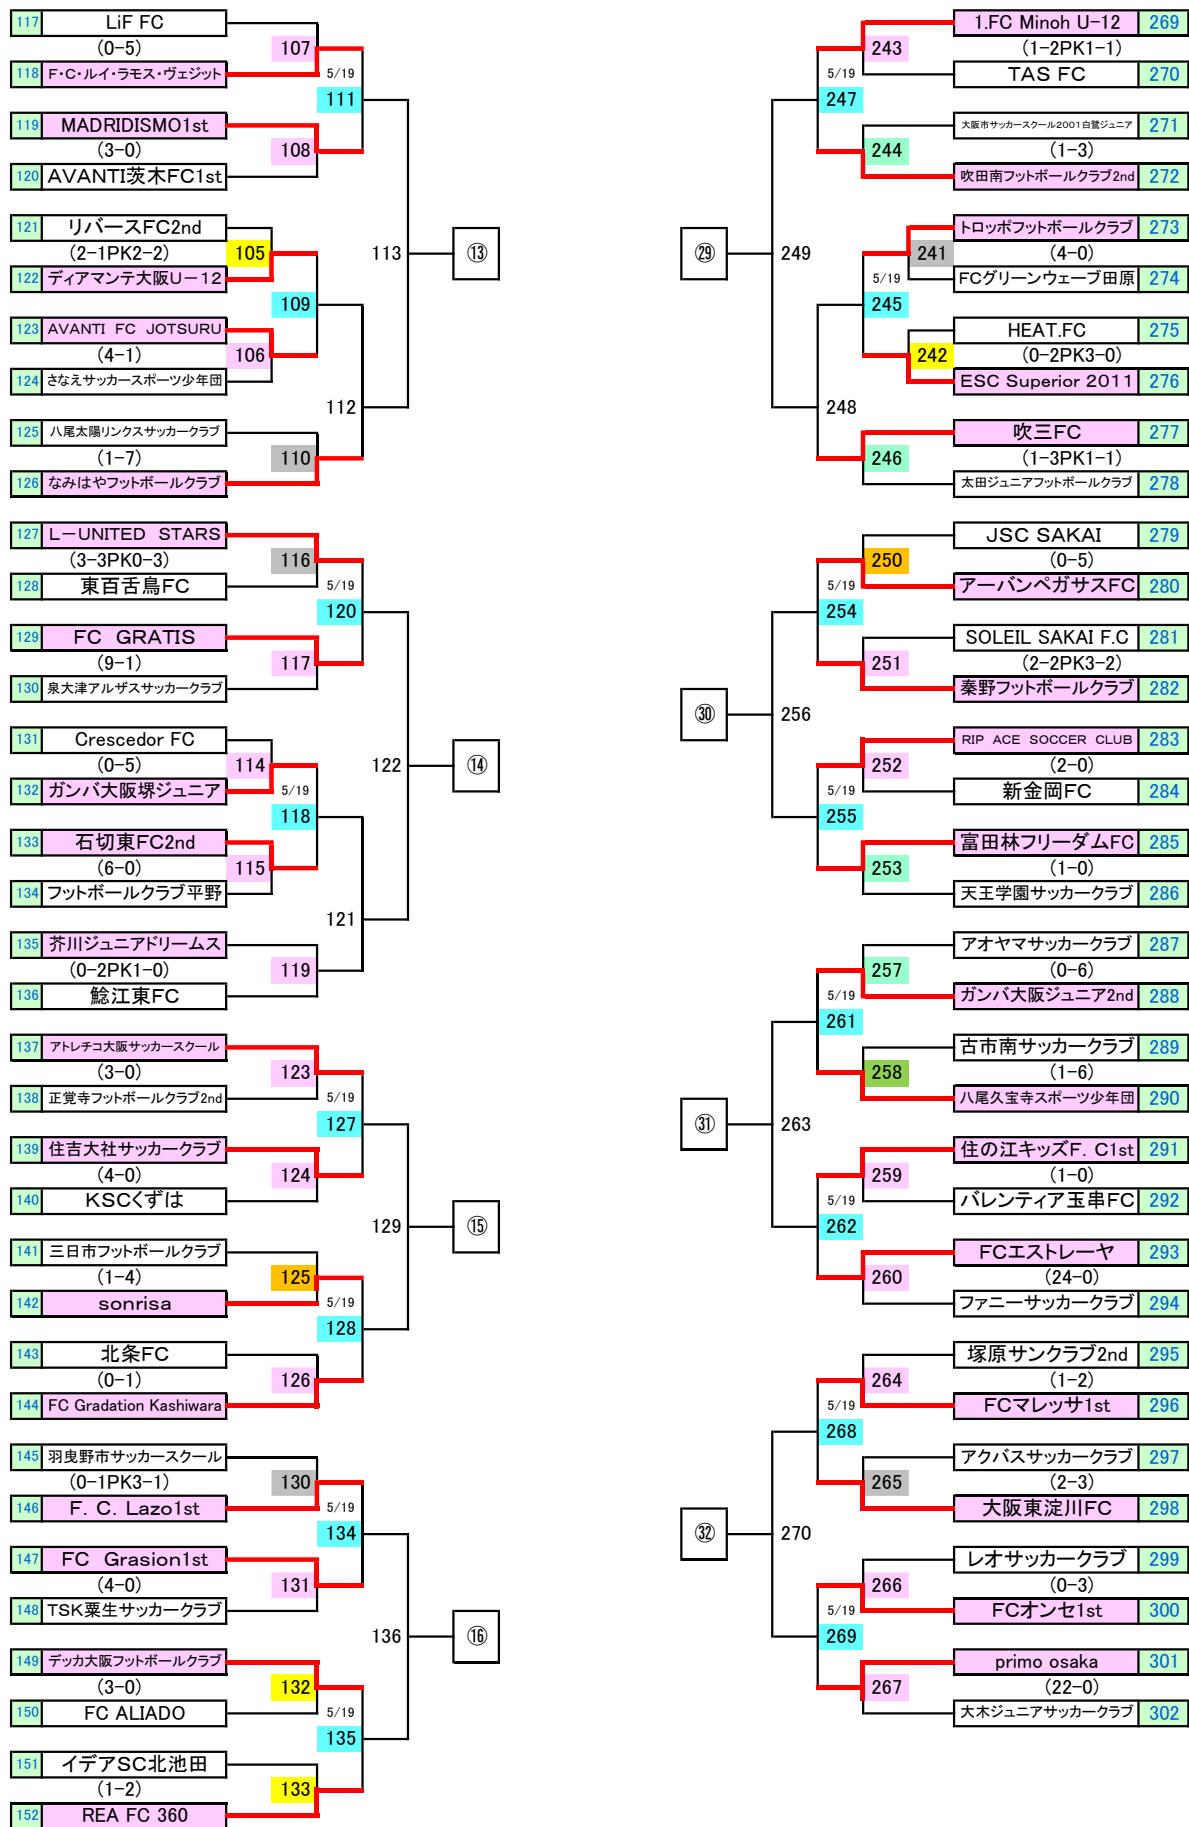 117 LiF FC
(0-5) 107
118 F・C・ルイ・ラモス・ヴェジット
5/19
111
119 MADRIDISMO1st
(3-0) 108
120 AVANTI茨木FC1st
121 リバースFC2nd
(2-1PK2-2) 105
122 ディアマンテ大阪U-12
113 ⑬
109
123 AVANTI FC JOTSURU
(4-1) 106
124 さなえサッカースポーツ少年団
112
125 八尾太陽リンクスサッカークラブ
(1-7) 110
126 なみはやフットボールクラブ
127 L-UNITED STARS
(3-3PK0-3) 116
128 東百舌鳥FC
5/19
120
129 FC GRATIS
(9-1) 117
130 泉大津アルザスサッカークラブ
131 Crescedor FC
(0-5) 114
132 ガンバ大阪堺ジュニア
122 ⑭
5/19
118
133 石切東FC2nd
(6-0) 115
134 フットボールクラブ平野
121
135 芥川ジュニアドリームス
(0-2PK1-0) 119
136 鯰江東FC
137 アトレチコ大阪サッカースクール
(3-0) 123
138 正覚寺フットボールクラブ2nd
5/19
127
139 住吉大社サッカークラブ
(4-0) 124
140 KSCくずは
129 ⑮
141 三日市フットボールクラブ
(1-4) 125
142 sonrisa
5/19
128
143 北条FC
(0-1) 126
144 FC Gradation Kashiwara
145 羽曳野市サッカースクール
(0-1PK3-1) 130
146 F. C. Lazo1st
5/19
134
147 FC Grasion1st
(4-0) 131
148 TSK粟生サッカークラブ
136 ⑯
149 デッカ大阪フットボールクラブ
(3-0) 132
150 FC ALIADO
5/19
135
151 イデアSC北池田
(1-2) 133
152 REA FC 360
1.FC Minoh U-12 269
243 (1-2PK1-1)
TAS FC 270
5/19
247
大阪市サッカースクール2001白鷺ジュニア 271
244 (1-3)
吹田南フットボールクラブ2nd 272
㉙ 249
トロッポフットボールクラブ 273
241 (4-0)
FCグリーンウェーブ田原 274
5/19
245
HEAT.FC 275
242 (0-2PK3-0)
ESC Superior 2011 276
248
吹三FC 277
246 (1-3PK1-1)
太田ジュニアフットボールクラブ 278
JSC SAKAI 279
250 (0-5)
アーバンペガサスFC 280
5/19
254
SOLEIL SAKAI F.C 281
251 (2-2PK3-2)
秦野フットボールクラブ 282
㉚ 256
RIP ACE SOCCER CLUB 283
252 (2-0)
新金岡FC 284
5/19
255
富田林フリーダムFC 285
253 (1-0)
天王学園サッカークラブ 286
アオヤマサッカークラブ 287
257 (0-6)
ガンバ大阪ジュニア2nd 288
5/19
261
古市南サッカークラブ 289
258 (1-6)
八尾久宝寺スポーツ少年団 290
㉛ 263
住の江キッズF. C1st 291
259 (1-0)
バレンティア玉串FC 292
5/19
262
FCエストレーヤ 293
260 (24-0)
ファニーサッカークラブ 294
塚原サンクラブ2nd 295
264 (1-2)
FCマレッサ1st 296
5/19
268
アクバスサッカークラブ 297
265 (2-3)
大阪東淀川FC 298
㉜ 270
レオサッカークラブ 299
266 (0-3)
FCオンセ1st 300
5/19
269
primo osaka 301
267 (22-0)
大木ジュニアサッカークラブ 302